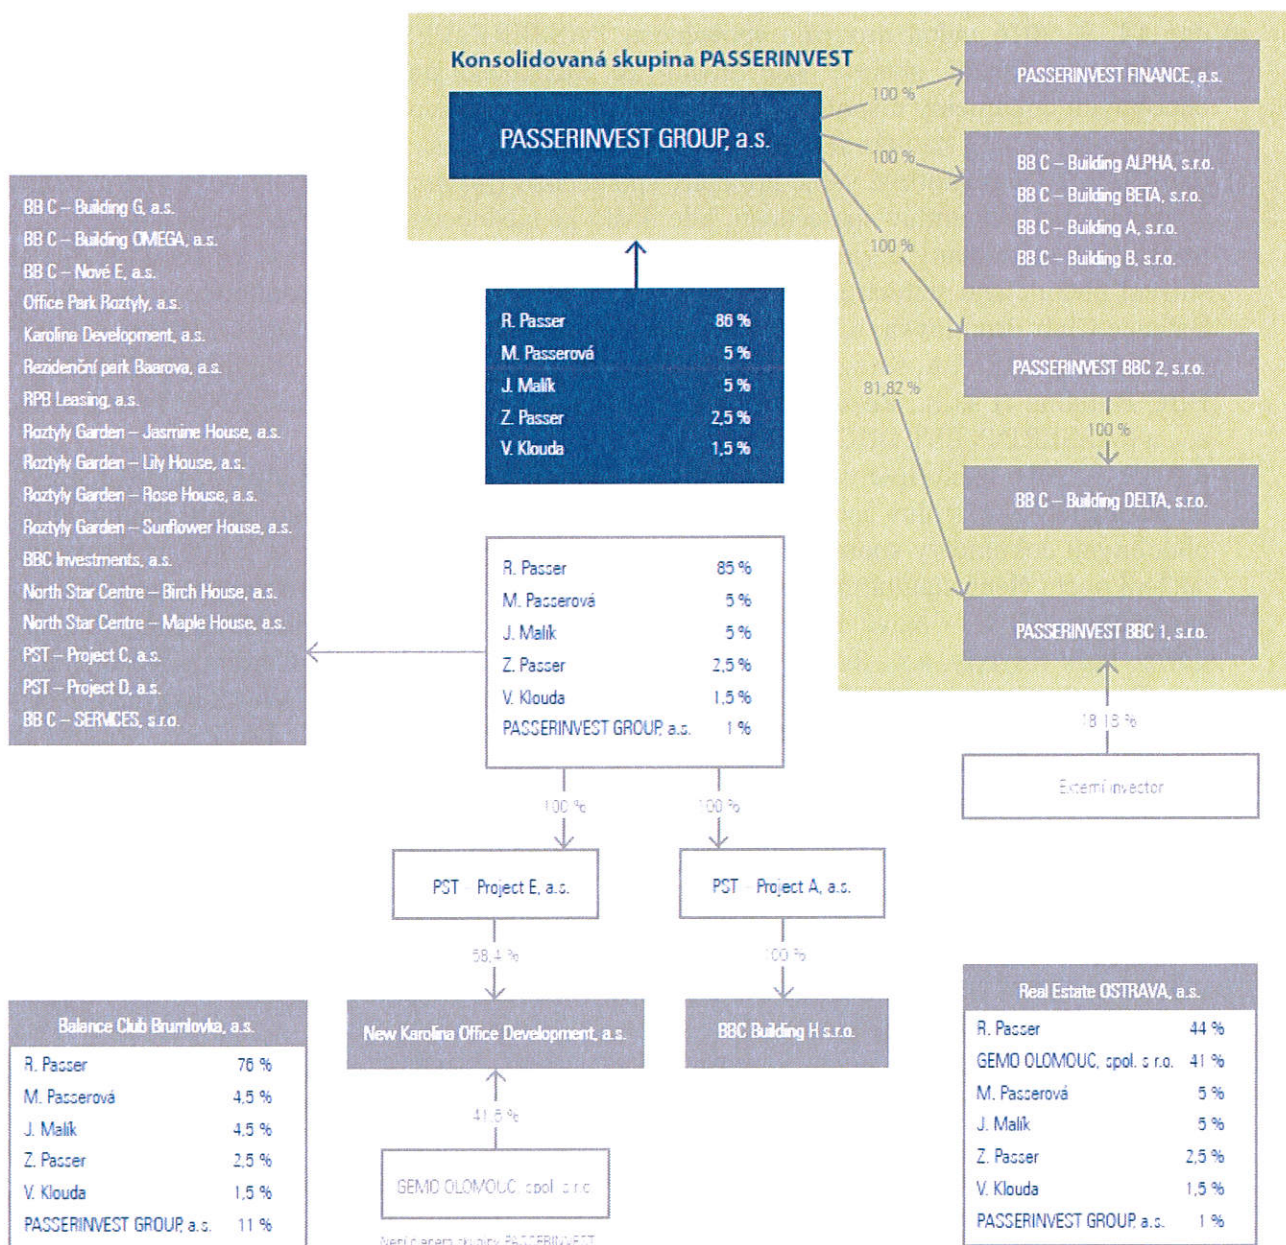 Konsolidovaná skupina PASSERINVEST
PASSERINVEST GROUP, a.s.
100 %
PASSERINVEST FINANCE, a.s.
100 %
BB C – Building ALPHA, s.r.o.
BB C – Building BETA, s.r.o.
BB C – Building A, s.r.o.
BB C – Building B, s.r.o.
100 %
PASSERINVEST BBC 2, s.r.o.
100 %
BB C – Building DELTA, s.r.o.
81,82 %
PASSERINVEST BBC 1, s.r.o.
18,18 %
Externí investor
R. Passer 86 %
M. Passerová 5 %
J. Malík 5 %
Z. Passer 2,5 %
V. Klouda 1,5 %
BB C – Building G, a.s.
BB C – Building OMEGA, a.s.
BB C – Nové E, a.s.
Office Park Roztyly, a.s.
Karolina Development, a.s.
Rezidenční park Baarova, a.s.
RPB Leasing, a.s.
Roztyly Garden – Jasmine House, a.s.
Roztyly Garden – Lily House, a.s.
Roztyly Garden – Rose House, a.s.
Roztyly Garden – Sunflower House, a.s.
BBC Investments, a.s.
North Star Centre – Birch House, a.s.
North Star Centre – Maple House, a.s.
PST – Project C, a.s.
PST – Project D, a.s.
BB C – SERVICES, s.r.o.
R. Passer 85 %
M. Passerová 5 %
J. Malík 5 %
Z. Passer 2,5 %
V. Klouda 1,5 %
PASSERINVEST GROUP, a.s. 1 %
100 %
100 %
PST – Project E, a.s.
PST – Project A, a.s.
58,4 %
100 %
New Karolina Office Development, a.s.
BBC Building H s.r.o.
41,6 %
GEMO OLOMOUC, spol. s r.o.
Není členem skupiny PASSERINVEST
Balance Club Brumlovka, a.s.
R. Passer 76 %
M. Passerová 4,5 %
J. Malík 4,5 %
Z. Passer 2,5 %
V. Klouda 1,5 %
PASSERINVEST GROUP, a.s. 11 %
Real Estate OSTRAVA, a.s.
R. Passer 44 %
GEMO OLOMOUC, spol. s r.o. 41 %
M. Passerová 5 %
J. Malík 5 %
Z. Passer 2,5 %
V. Klouda 1,5 %
PASSERINVEST GROUP, a.s. 1 %